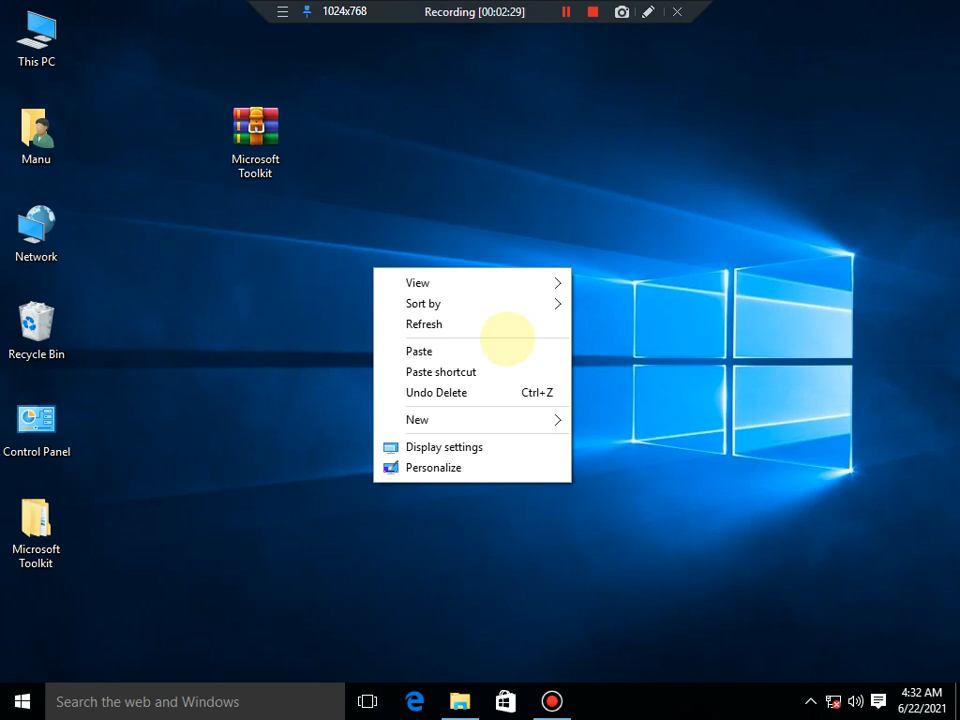 1024x768 Recording [00:02:29]
This PC
Manu
Microsoft
Toolkit
Network
Recycle Bin
Control Panel
Microsoft
Toolkit
View
Sort by
Refresh
Paste
Paste shortcut
Undo Delete Ctrl+Z
New
Display settings
Personalize
Search the web and Windows
4:32 AM
6/22/2021